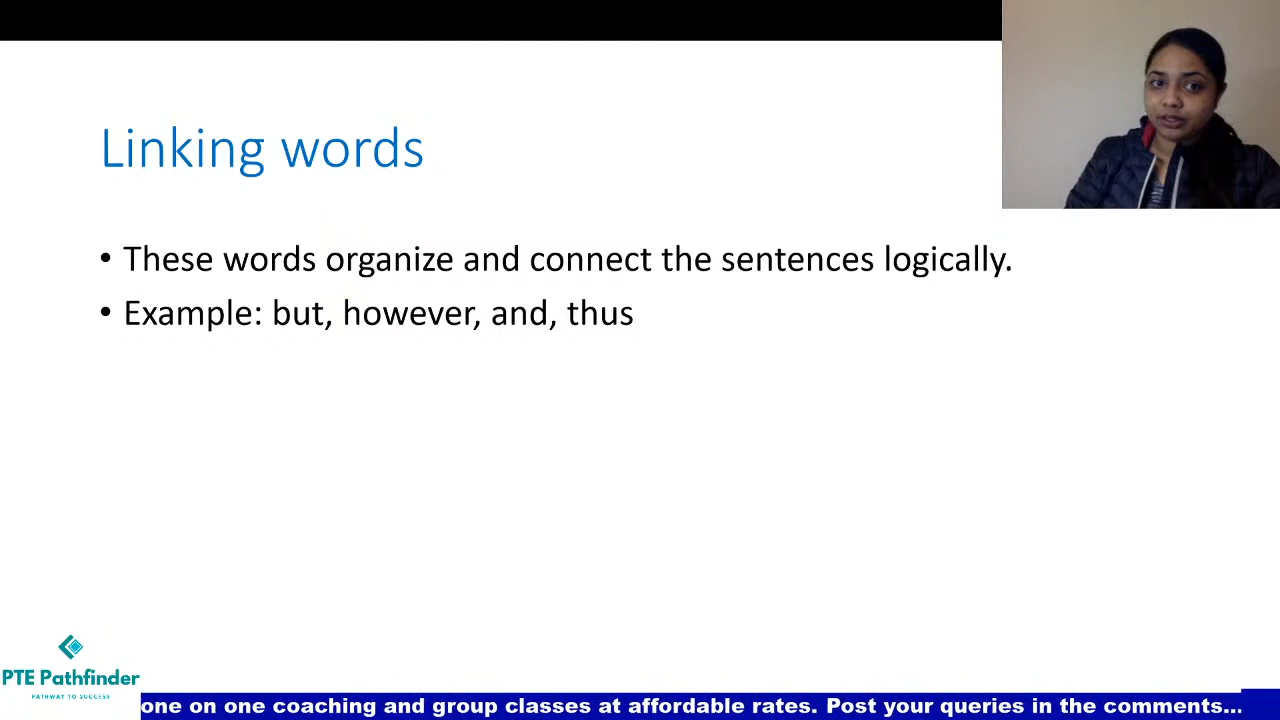 Linking words
• These words organize and connect the sentences logically.
• Example: but, however, and, thus
PTE Pathfinder
PATHWAY TO SUCCESS
one on one coaching and group classes at affordable rates. Post your queries in the comments...